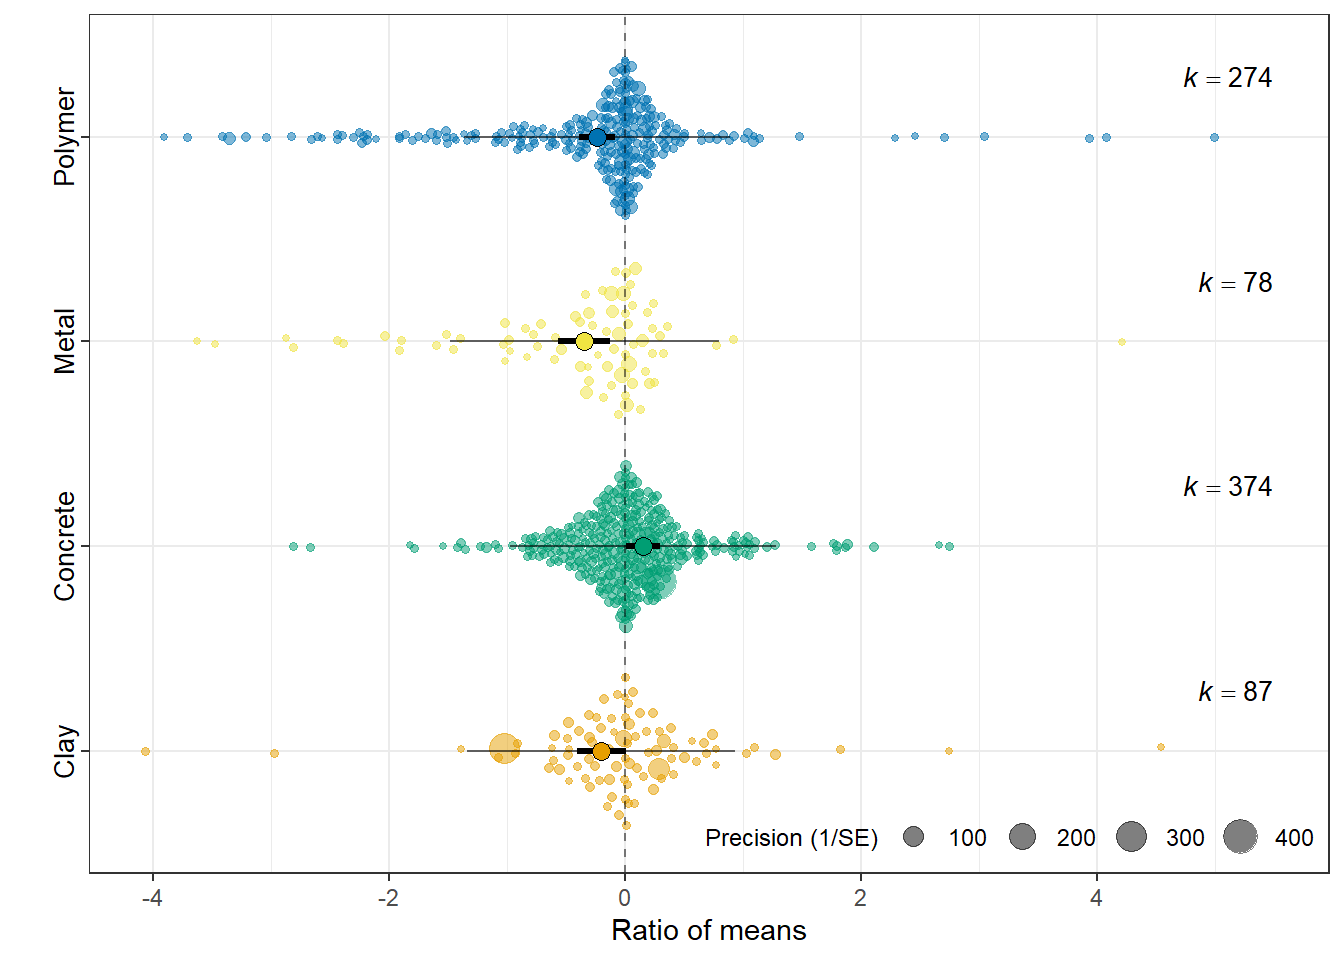 Polymer
k = 274
Metal
k = 78
Concrete
k = 374
Clay
k = 87
Precision (1/SE) 100 200 300 400
-4 -2 0 2 4
Ratio of means